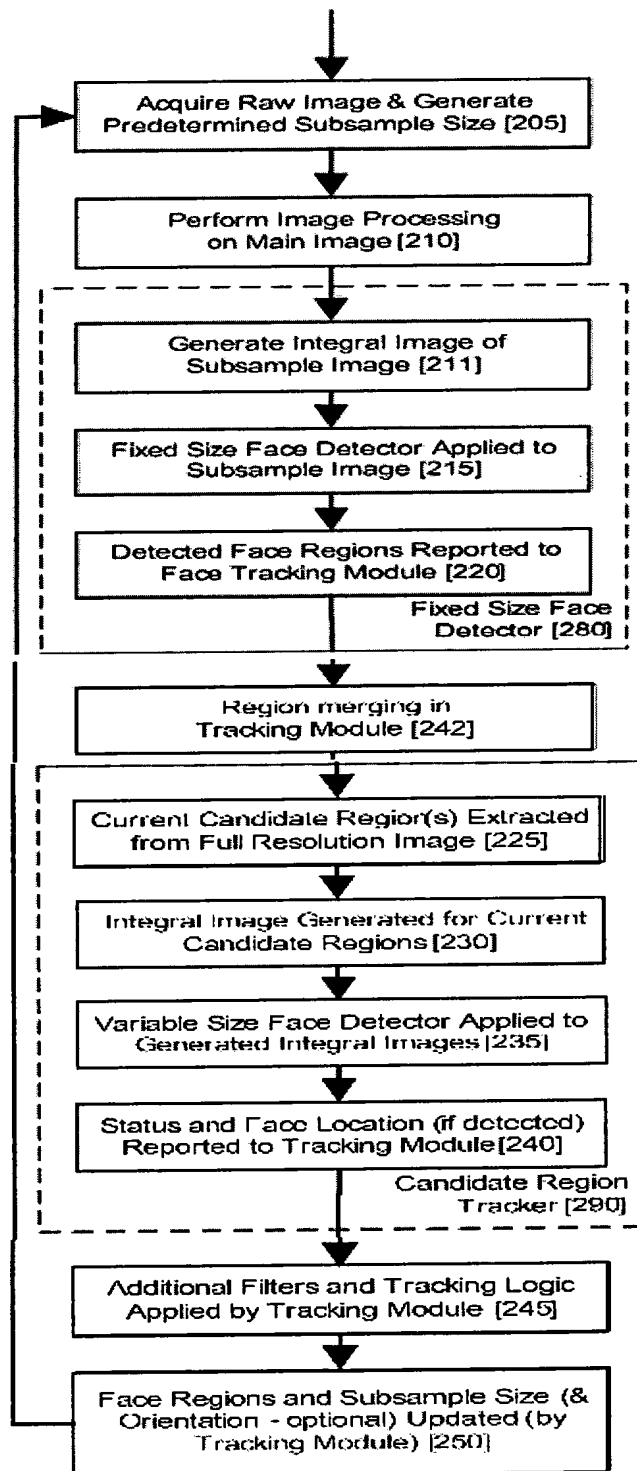 Acquire Raw Image & Generate
Predetermined Subsample Size [205]
Perform Image Processing
on Main Image [210]
Generate Integral Image of
Subsample Image [211]
Fixed Size Face Detector Applied to
Subsample Image [215]
Detected Face Regions Reported to
Face Tracking Module [220]
Fixed Size Face
Detector [280]
Region merging in
Tracking Module [242]
Current Candidate Region(s) Extracted
from Full Resolution Image [225]
Integral Image Generated for Current
Candidate Regions [230]
Variable Size Face Detector Applied to
Generated Integral Images [235]
Status and Face Location (if detected)
Reported to Tracking Module[240]
Candidate Region
Tracker [290]
Additional Filters and Tracking Logic
Applied by Tracking Module [245]
Face Regions and Subsample Size (&
Orientation - optional) Updated (by
Tracking Module) [250]